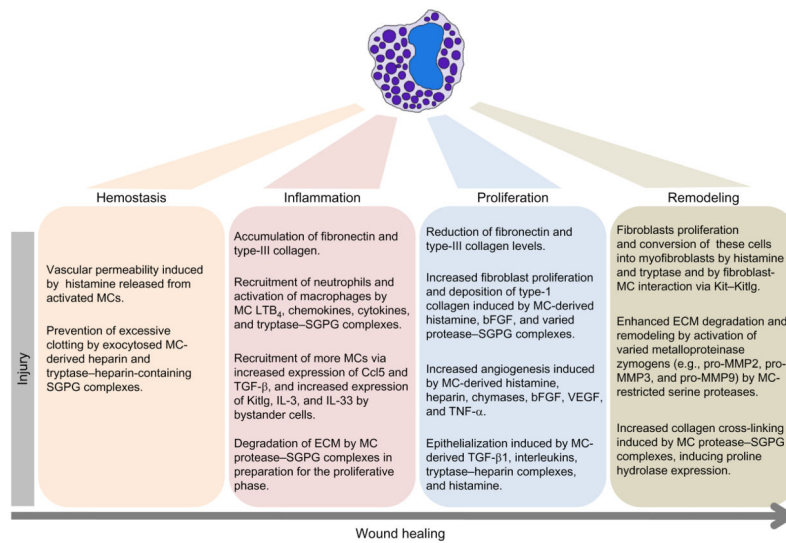 Hemostasis
Inflammation
Proliferation
Remodeling
Injury
Vascular permeability induced
by histamine released from
activated MCs.
Prevention of excessive
clotting by exocytosed MC-
derived heparin and
tryptase–heparin-containing
SGPG complexes.
Accumulation of fibronectin and
type-III collagen.
Recruitment of neutrophils and
activation of macrophages by
MC LTB4, chemokines, cytokines,
and tryptase–SGPG complexes.
Recruitment of more MCs via
increased expression of Ccl5 and
TGF-β, and increased expression
of Kitlg, IL-3, and IL-33 by
bystander cells.
Degradation of ECM by MC
protease–SGPG complexes in
preparation for the proliferative
phase.
Reduction of fibronectin and
type-III collagen levels.
Increased fibroblast proliferation
and deposition of type-1
collagen induced by MC-derived
histamine, bFGF, and varied
protease–SGPG complexes.
Increased angiogenesis induced
by MC-derived histamine,
heparin, chymases, bFGF, VEGF,
and TNF-α.
Epithelialization induced by MC-
derived TGF-β1, interleukins,
tryptase–heparin complexes,
and histamine.
Fibroblasts proliferation
and conversion of these cells
into myofibroblasts by histamine
and tryptase and by fibroblast-
MC interaction via Kit–Kitlg.
Enhanced ECM degradation and
remodeling by activation of
varied metalloproteinase
zymogens (e.g., pro-MMP2, pro-
MMP3, and pro-MMP9) by MC-
restricted serine proteases.
Increased collagen cross-linking
induced by MC protease–SGPG
complexes, inducing proline
hydrolase expression.
Wound healing